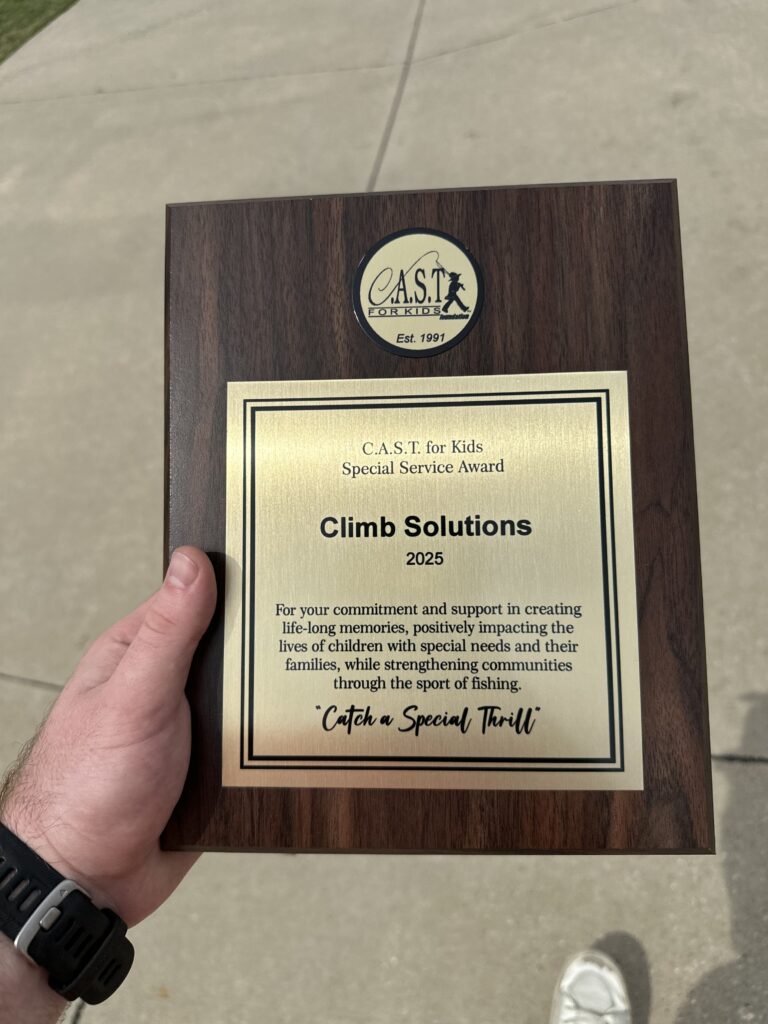 C.A.S.T.
FOR KIDS
foundation
Est. 1991
C.A.S.T. for Kids
Special Service Award
Climb Solutions
2025
For your commitment and support in creating
life-long memories, positively impacting the
lives of children with special needs and their
families, while strengthening communities
through the sport of fishing.
"Catch a Special Thrill"